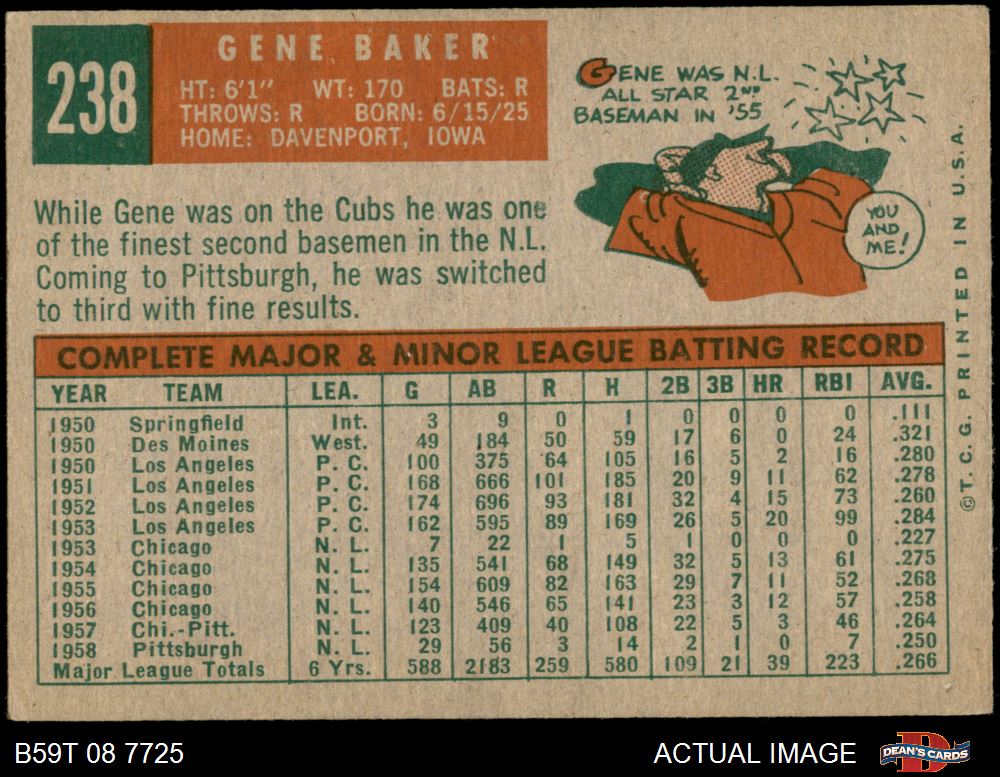 238
GENE BAKER
HT: 6'1" WT: 170 BATS: R
THROWS: R BORN: 6/15/25
HOME: DAVENPORT, IOWA
GENE WAS N.L.
ALL STAR 2ND
BASEMAN IN '55
YOU
AND
ME!
While Gene was on the Cubs he was one
of the finest second basemen in the N.L.
Coming to Pittsburgh, he was switched
to third with fine results.
COMPLETE MAJOR & MINOR LEAGUE BATTING RECORD
YEAR TEAM LEA. G AB R H 2B 3B HR RBI AVG.
1950 Springfield Int. 3 9 0 1 0 0 0 0 .111
1950 Des Moines West. 49 184 50 59 17 6 0 24 .321
1950 Los Angeles P. C. 100 375 64 105 16 5 2 16 .280
1951 Los Angeles P. C. 168 666 101 185 20 9 11 62 .278
1952 Los Angeles P. C. 174 696 93 181 32 4 15 73 .260
1953 Los Angeles P. C. 162 595 89 169 26 5 20 99 .284
1953 Chicago N. L. 7 22 1 5 1 0 0 0 .227
1954 Chicago N. L. 135 541 68 149 32 5 13 61 .275
1955 Chicago N. L. 154 609 82 163 29 7 11 52 .268
1956 Chicago N. L. 140 546 65 141 23 3 12 57 .258
1957 Chi.-Pitt. N. L. 123 409 40 108 22 5 3 46 .264
1958 Pittsburgh N. L. 29 56 3 14 2 1 0 7 .250
Major League Totals 6 Yrs. 588 2183 259 580 109 21 39 223 .266
©T. C. G. PRINTED IN U.S.A.
B59T 08 7725
ACTUAL IMAGE
DEAN'S CARDS